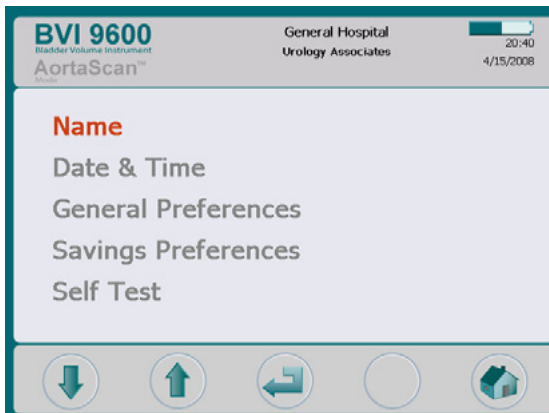 BVI 9600
Bladder Volume Instrument
AortaScan™
Mode
General Hospital
Urology Associates
20:40
4/15/2008
Name
Date & Time
General Preferences
Savings Preferences
Self Test